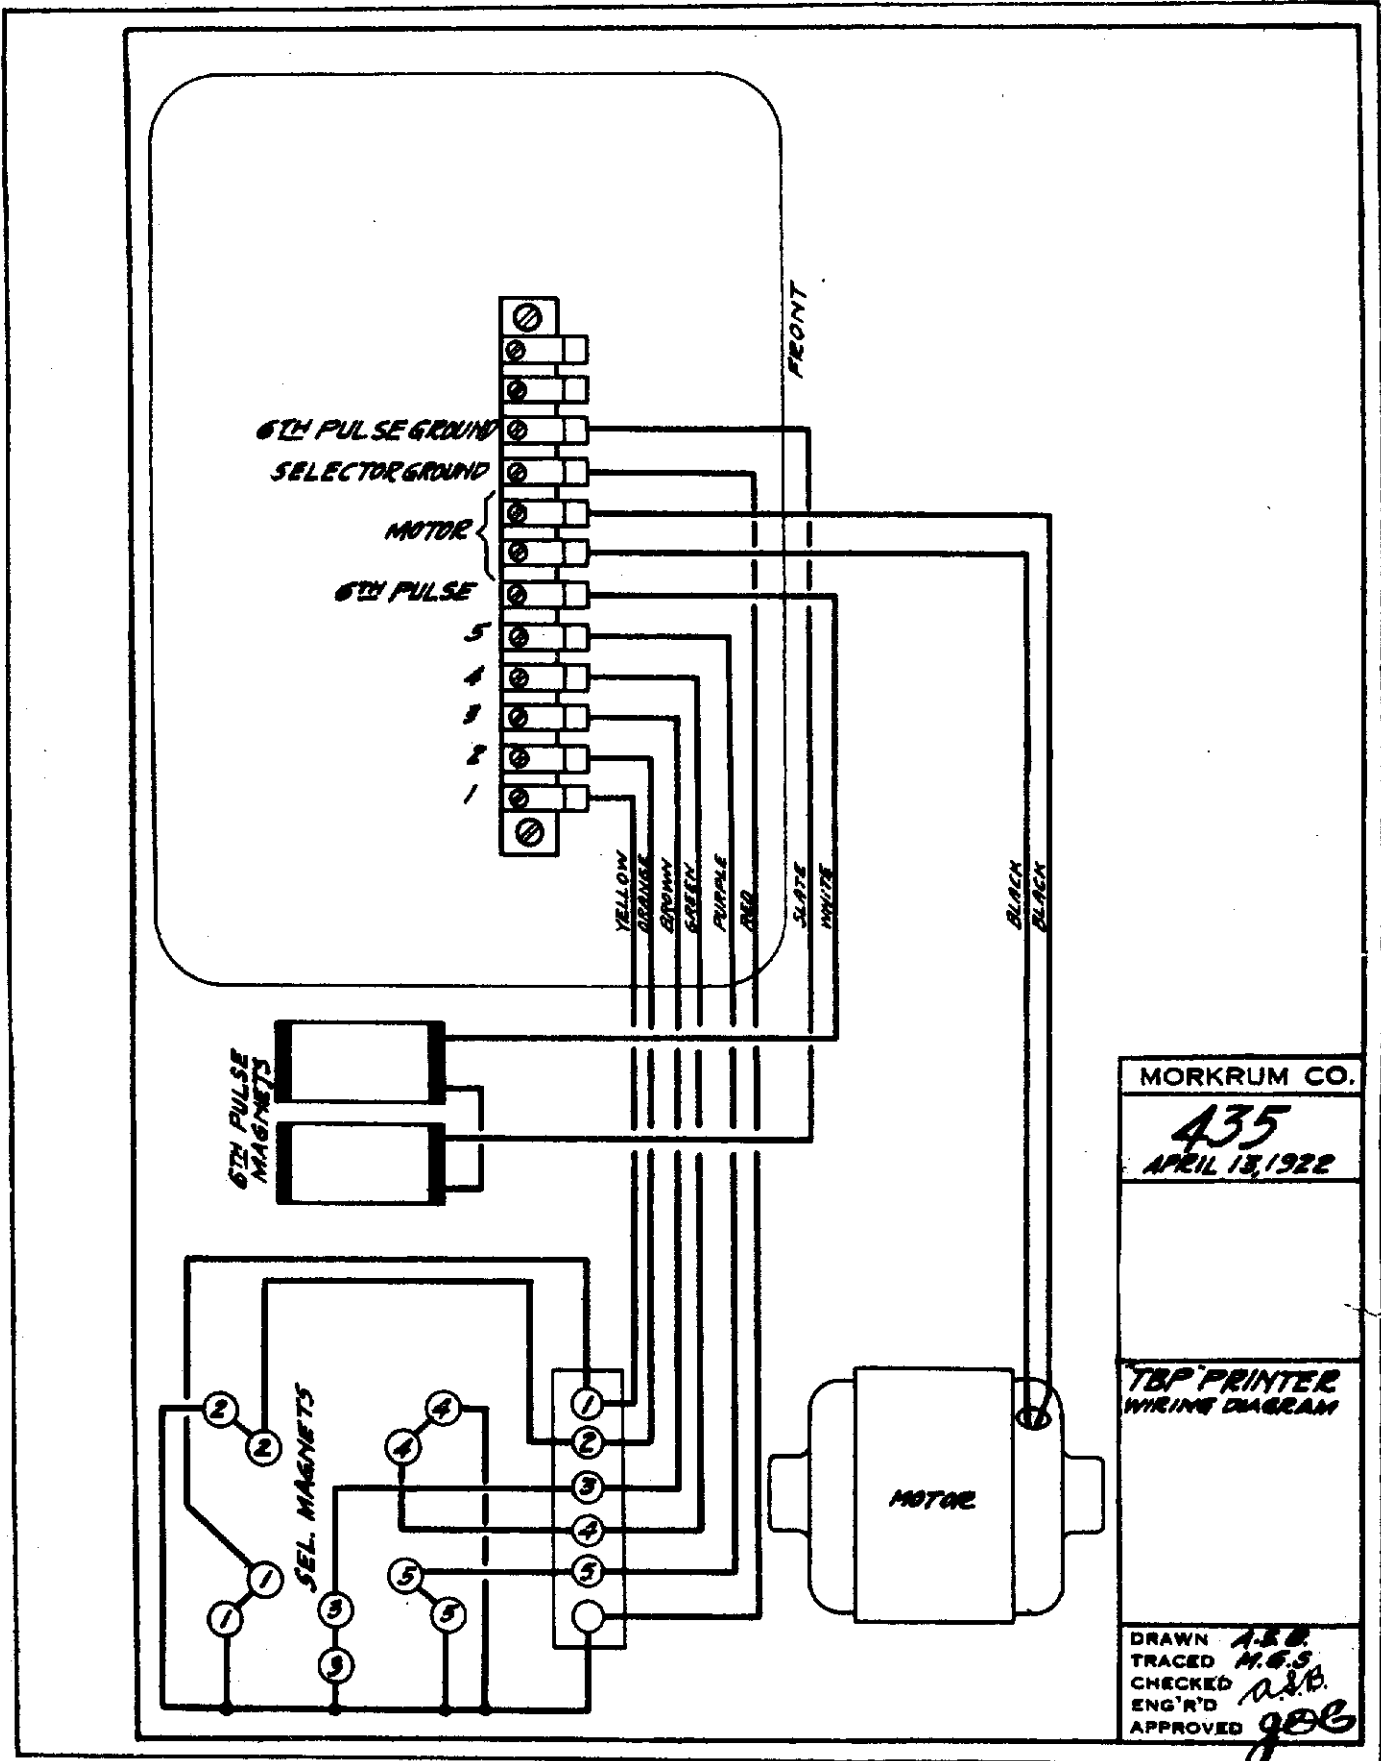 FRONT
6TH PULSE GROUND
SELECTOR GROUND
MOTOR
6TH PULSE
5
4
3
2
1
YELLOW
ORANGE
BROWN
GREEN
PURPLE
RED
SLATE
WHITE
BLACK
BLACK
6TH PULSE
MAGNETS
SEL. MAGNETS
2
2
4
4
1
1
3
3
5
5
1
2
3
4
5
MOTOR
MORKRUM CO.
435
APRIL 13, 1922
"TBP" PRINTER
WIRING DIAGRAM
DRAWN
TRACED M.G.S.
CHECKED a.S.B.
ENG'R'D
APPROVED